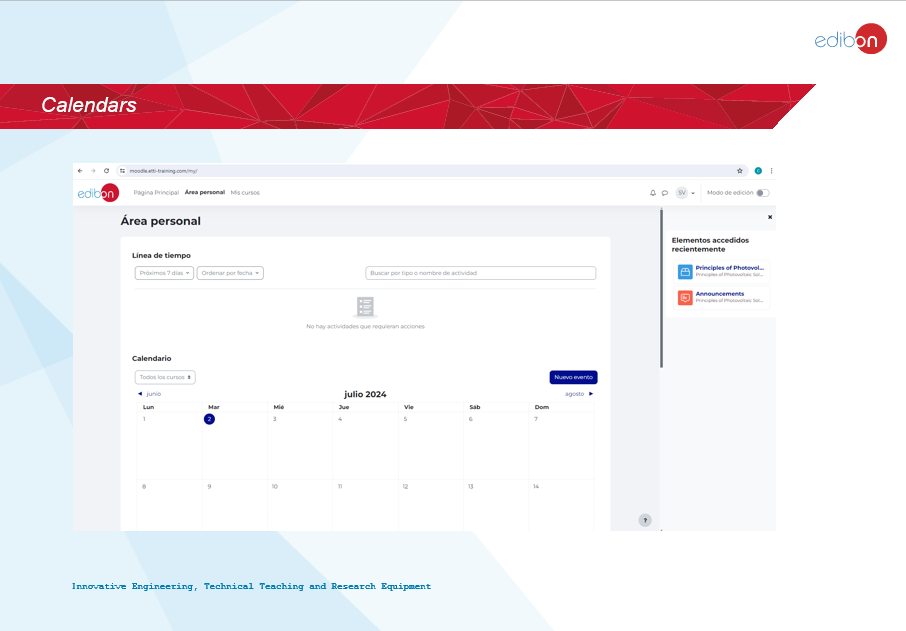 edibon
Calendars
moodle.etti-training.com/my/
edibon
Página Principal Área personal Mis cursos
SV
Modo de edición
Área personal
Línea de tiempo
Próximos 7 días
Ordenar por fecha
Buscar por tipo o nombre de actividad
No hay actividades que requieran acciones
Calendario
Todos los cursos
Nuevo evento
junio
julio 2024
agosto
Lun Mar Mié Jue Vie Sáb Dom
1 2 3 4 5 6 7
8 9 10 11 12 13 14
Elementos accedidos
recientemente
Principles of Photovol...
Principles of Photovoltaic Sol...
Announcements
Principles of Photovoltaic Sol...
?
Innovative Engineering, Technical Teaching and Research Equipment